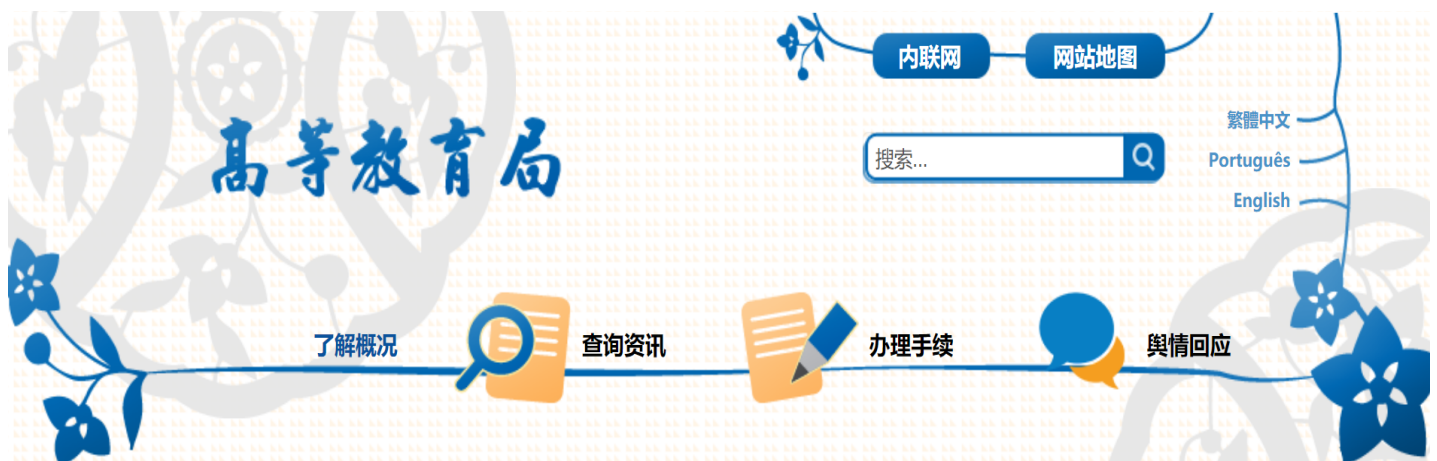 内联网
网站地图
繁體中文
高等教育局
搜索...
Português
English
了解概况
查询资讯
办理手续
舆情回应